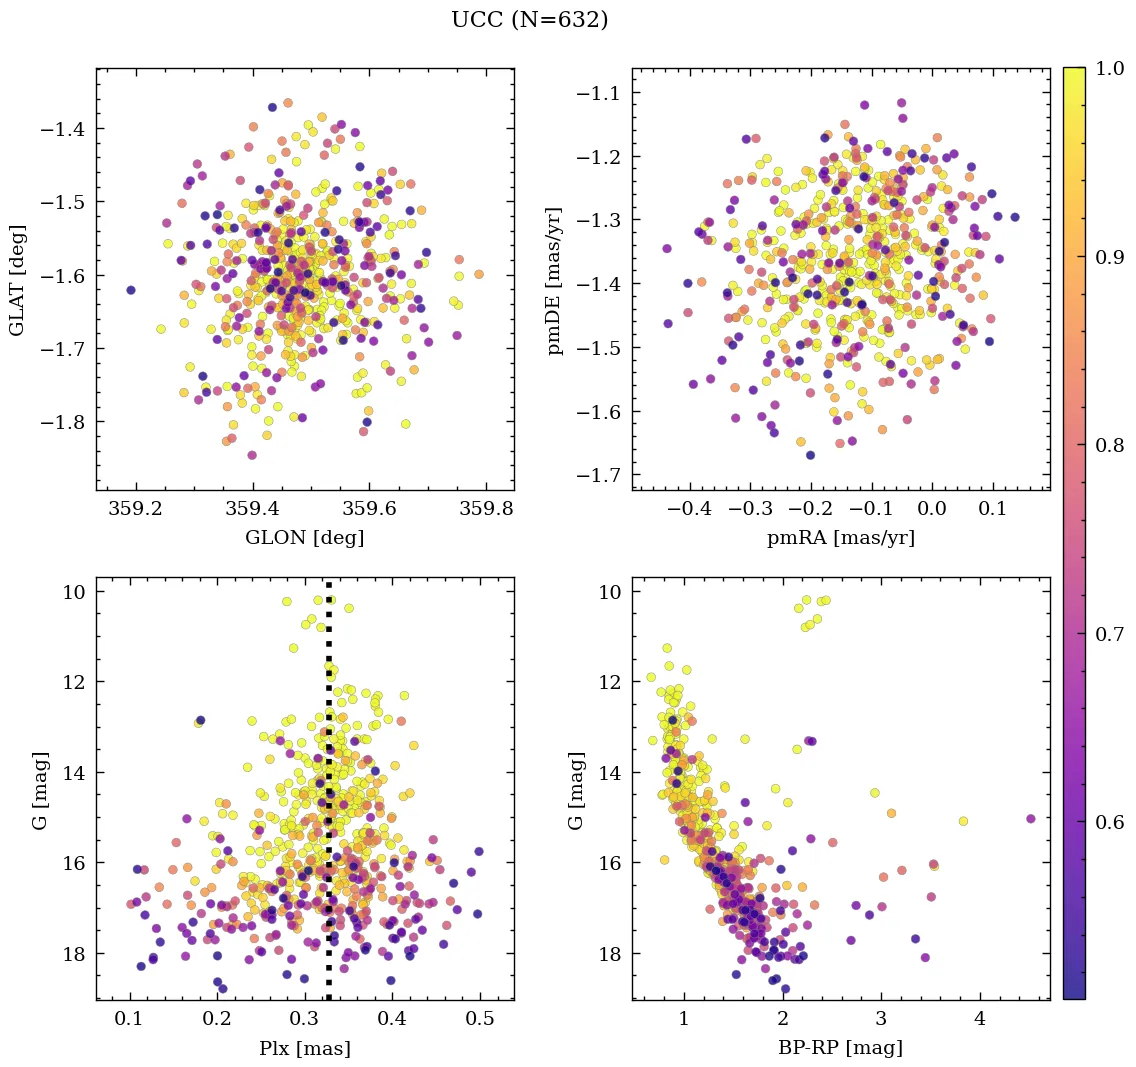 UCC (N=632)
−1.4
−1.5
−1.6
−1.7
−1.8
GLAT [deg]
359.2 359.4 359.6 359.8
GLON [deg]
−1.1
−1.2
−1.3
−1.4
−1.5
−1.6
−1.7
pmDE [mas/yr]
−0.4 −0.3 −0.2 −0.1 0.0 0.1
pmRA [mas/yr]
1.0
0.9
0.8
0.7
0.6
10
12
14
16
18
G [mag]
0.1 0.2 0.3 0.4 0.5
Plx [mas]
10
12
14
16
18
G [mag]
1 2 3 4
BP-RP [mag]